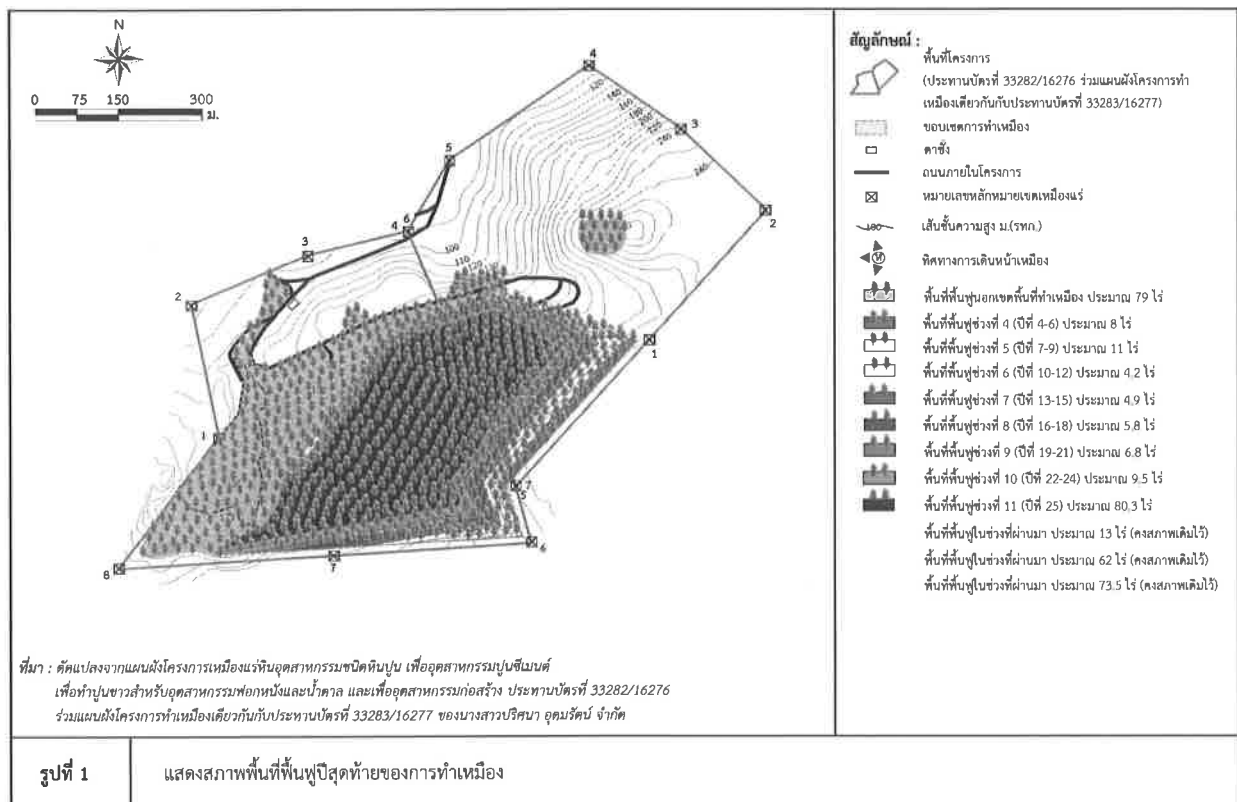 N
0 75 150 300
ม.
4
120
140
160
180
200
220
240
3
240
2
5
6
4
3
100
110
120
2
1
1
7
5
6
7
8
สัญลักษณ์ :
พื้นที่โครงการ
(ประทานบัตรที่ 33282/16276 ร่วมแผนผังโครงการทำ
เหมืองเดียวกันกับประทานบัตรที่ 33283/16277)
ขอบเขตการทำเหมือง
ตาชั่ง
ถนนภายในโครงการ
หมายเลขหลักหมายเขตเหมืองแร่
100 เส้นชั้นความสูง ม.(รทก.)
ทิศทางการเดินหน้าเหมือง
พื้นที่ฟื้นฟูนอกเขตพื้นที่ทำเหมือง ประมาณ 79 ไร่
พื้นที่ฟื้นฟูช่วงที่ 4 (ปีที่ 4-6) ประมาณ 8 ไร่
พื้นที่ฟื้นฟูช่วงที่ 5 (ปีที่ 7-9) ประมาณ 11 ไร่
พื้นที่ฟื้นฟูช่วงที่ 6 (ปีที่ 10-12) ประมาณ 4.2 ไร่
พื้นที่ฟื้นฟูช่วงที่ 7 (ปีที่ 13-15) ประมาณ 4.9 ไร่
พื้นที่ฟื้นฟูช่วงที่ 8 (ปีที่ 16-18) ประมาณ 5.8 ไร่
พื้นที่ฟื้นฟูช่วงที่ 9 (ปีที่ 19-21) ประมาณ 6.8 ไร่
พื้นที่ฟื้นฟูช่วงที่ 10 (ปีที่ 22-24) ประมาณ 9.5 ไร่
พื้นที่ฟื้นฟูช่วงที่ 11 (ปีที่ 25) ประมาณ 80.3 ไร่
พื้นที่ฟื้นฟูในช่วงที่ผ่านมา ประมาณ 13 ไร่ (คงสภาพเดิมไว้)
พื้นที่ฟื้นฟูในช่วงที่ผ่านมา ประมาณ 62 ไร่ (คงสภาพเดิมไว้)
พื้นที่ฟื้นฟูในช่วงที่ผ่านมา ประมาณ 73.5 ไร่ (คงสภาพเดิมไว้)
ที่มา : ดัดแปลงจากแผนผังโครงการเหมืองแร่หินอุตสาหกรรมชนิดหินปูน เพื่ออุตสาหกรรมปูนซีเมนต์
เพื่อทำปูนขาวสำหรับอุตสาหกรรมฟอกหนังและน้ำตาล และเพื่ออุตสาหกรรมก่อสร้าง ประทานบัตรที่ 33282/16276
ร่วมแผนผังโครงการทำเหมืองเดียวกันกับประทานบัตรที่ 33283/16277 ของนางสาวปริศนา อุดมรัตน์ จำกัด
รูปที่ 1 แสดงสภาพพื้นที่ฟื้นฟูปีสุดท้ายของการทำเหมือง